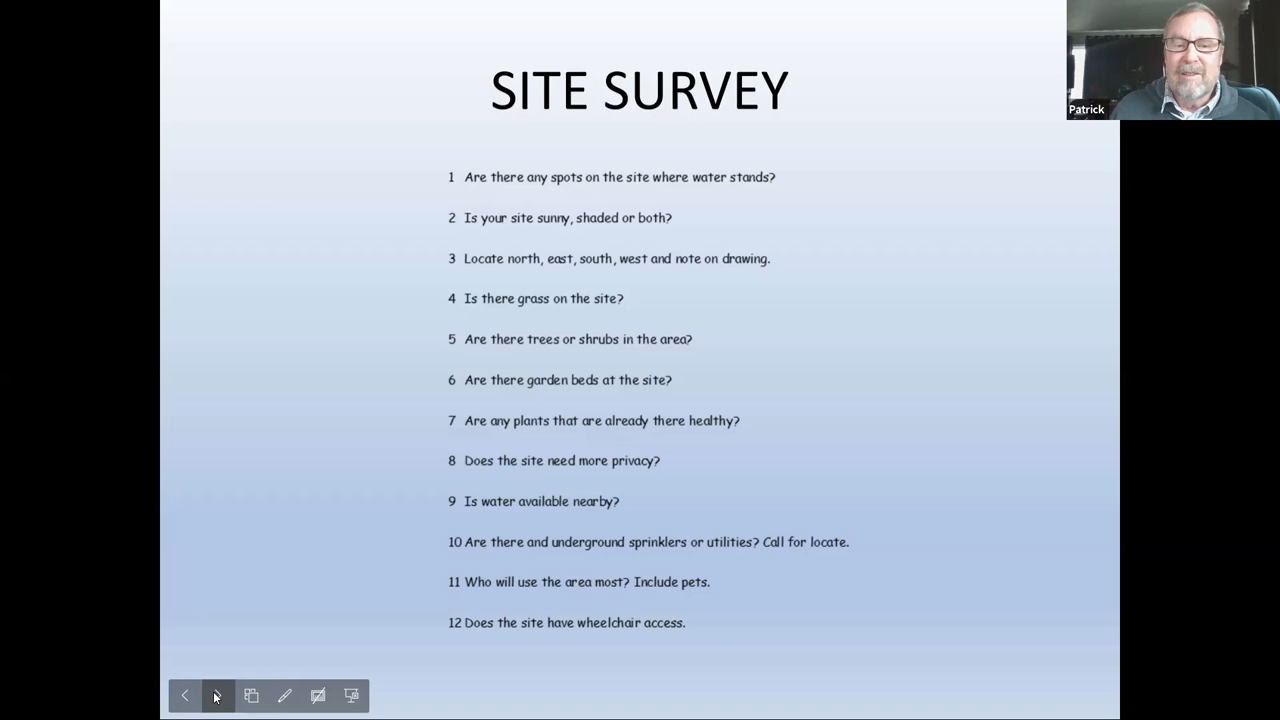 SITE SURVEY
Patrick
1 Are there any spots on the site where water stands?
2 Is your site sunny, shaded or both?
3 Locate north, east, south, west and note on drawing.
4 Is there grass on the site?
5 Are there trees or shrubs in the area?
6 Are there garden beds at the site?
7 Are any plants that are already there healthy?
8 Does the site need more privacy?
9 Is water available nearby?
10 Are there and underground sprinklers or utilities? Call for locate.
11 Who will use the area most? Include pets.
12 Does the site have wheelchair access.